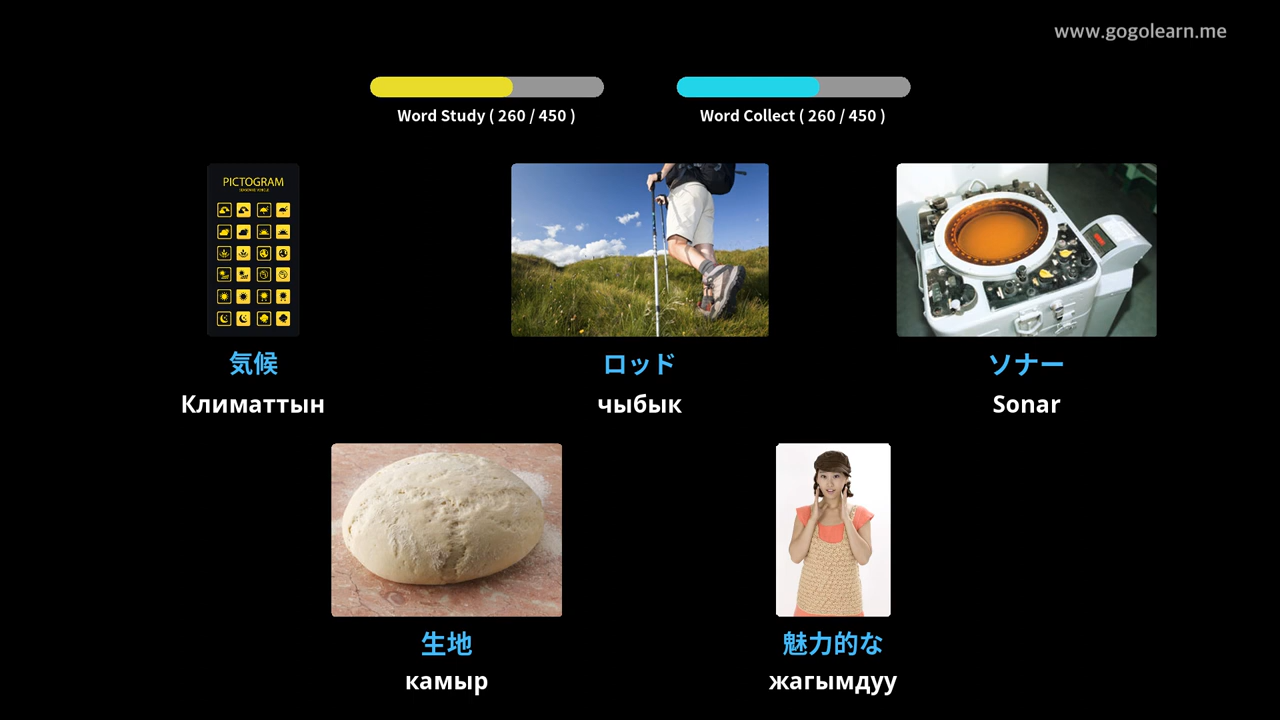 www.gogolearn.me
Word Study ( 260 / 450 )
Word Collect ( 260 / 450 )
PICTOGRAM
気候
ロッド
ソナー
Климаттын
чыбык
Sonar
生地
魅力的な
камыр
жагымдуу